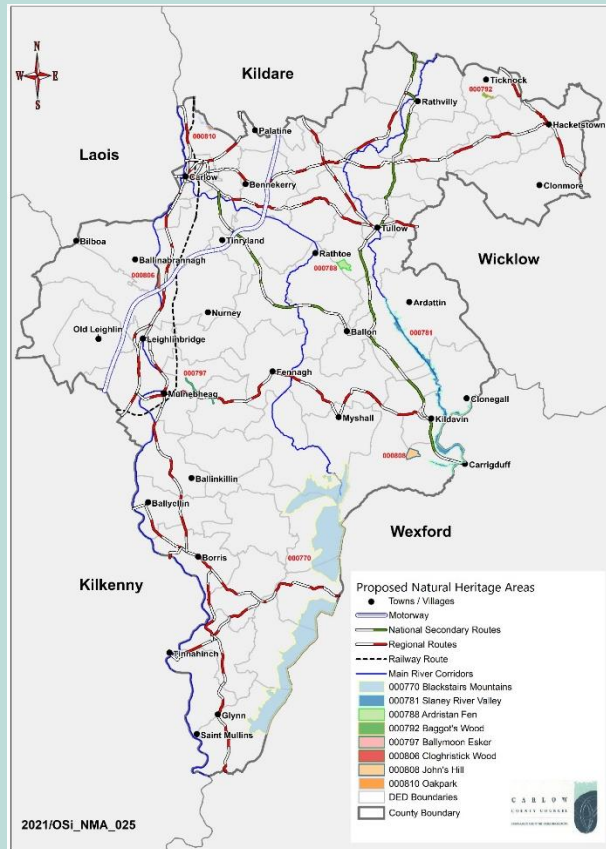 N
W E
S
Kildare
Ticknock
000792
Rathvilly
Hacketstown
000810
Palatine
Laois
Carlow
Bennekerry
Clonmore
Tullow
Bilboa
Tinryland
Ballinabrannagh
Rathtoe
000788
Wicklow
000806
Ardattin
Nurney
Old Leighlin
Leighlinbridge
Ballon
000781
000797
Fennagh
Muinebheag
Clonegall
Myshall
Kildavin
000808
Carrigduff
Ballinkillin
Ballyellin
Wexford
000770
Borris
Kilkenny
Tinnahinch
Glynn
Saint Mullins
Proposed Natural Heritage Areas
Towns / Villages
Motorway
National Secondary Routes
Regional Routes
Railway Route
Main River Corridors
000770 Blackstairs Mountains
000781 Slaney River Valley
000788 Ardristan Fen
000792 Baggot's Wood
000797 Ballymoon Esker
000806 Cloghristick Wood
000808 John's Hill
000810 Oakpark
DED Boundaries
County Boundary
CARLOW
COUNTY COUNCIL
2021/OSi_NMA_025